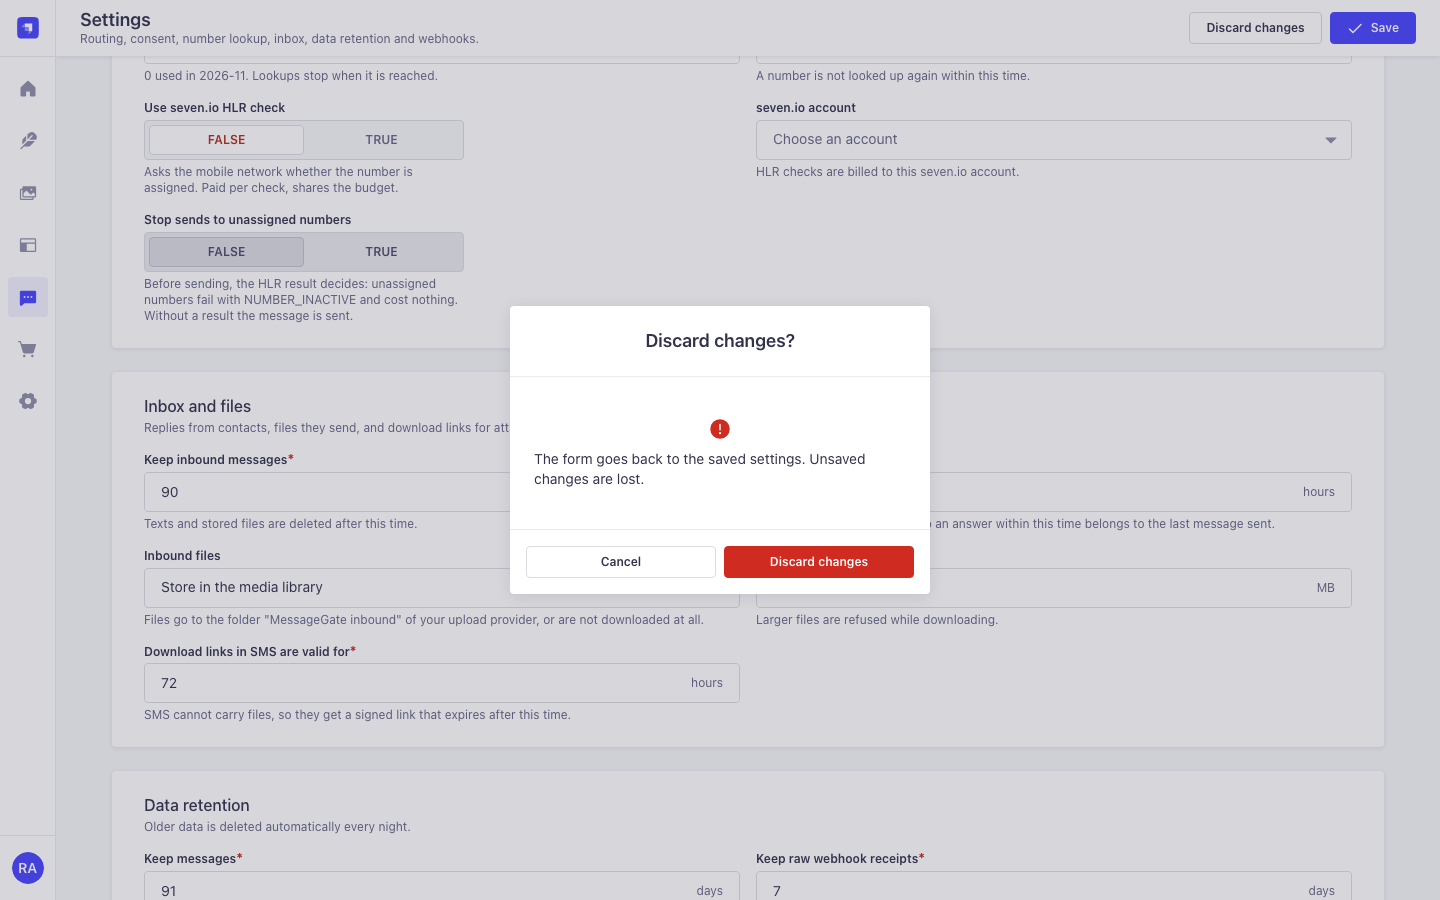 Settings
Routing, consent, number lookup, inbox, data retention and webhooks.
Discard changes
Save
0 used in 2026-11. Lookups stop when it is reached.
A number is not looked up again within this time.
Use seven.io HLR check
FALSE
TRUE
Asks the mobile network whether the number is
assigned. Paid per check, shares the budget.
seven.io account
Choose an account
HLR checks are billed to this seven.io account.
Stop sends to unassigned numbers
FALSE
TRUE
Before sending, the HLR result decides: unassigned
numbers fail with NUMBER_INACTIVE and cost nothing.
Without a result the message is sent.
Discard changes?
The form goes back to the saved settings. Unsaved
changes are lost.
Cancel
Discard changes
Inbox and files
Replies from contacts, files they send, and download links for att
Keep inbound messages*
90
hours
Texts and stored files are deleted after this time.
an answer within this time belongs to the last message sent.
Inbound files
Store in the media library
MB
Files go to the folder "MessageGate inbound" of your upload provider, or are not downloaded at all.
Larger files are refused while downloading.
Download links in SMS are valid for*
72
hours
SMS cannot carry files, so they get a signed link that expires after this time.
Data retention
Older data is deleted automatically every night.
Keep messages*
91
days
Keep raw webhook receipts*
7
days
RA